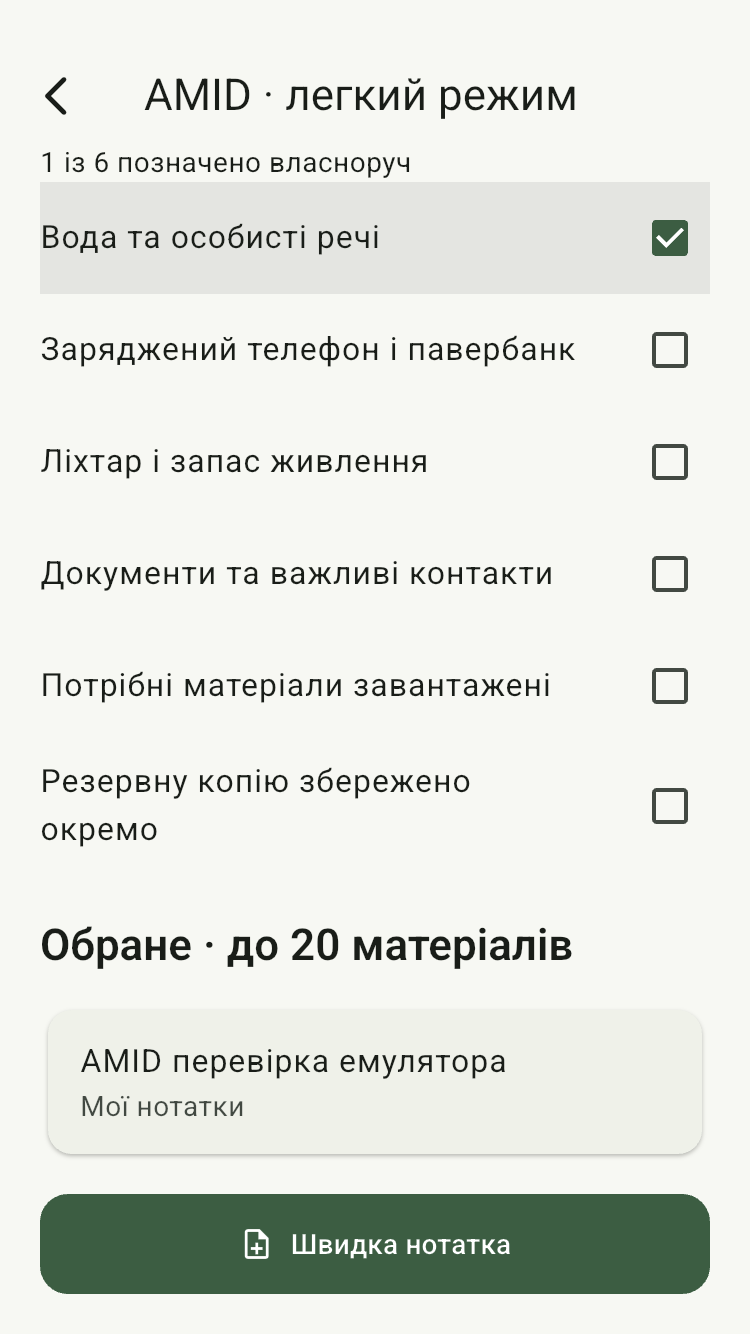 AMID · легкий режим
1 із 6 позначено власноруч
Вода та особисті речі
Заряджений телефон і павербанк
Ліхтар і запас живлення
Документи та важливі контакти
Потрібні матеріали завантажені
Резервну копію збережено
окремо
Обране · до 20 матеріалів
AMID перевірка емулятора
Мої нотатки
Швидка нотатка